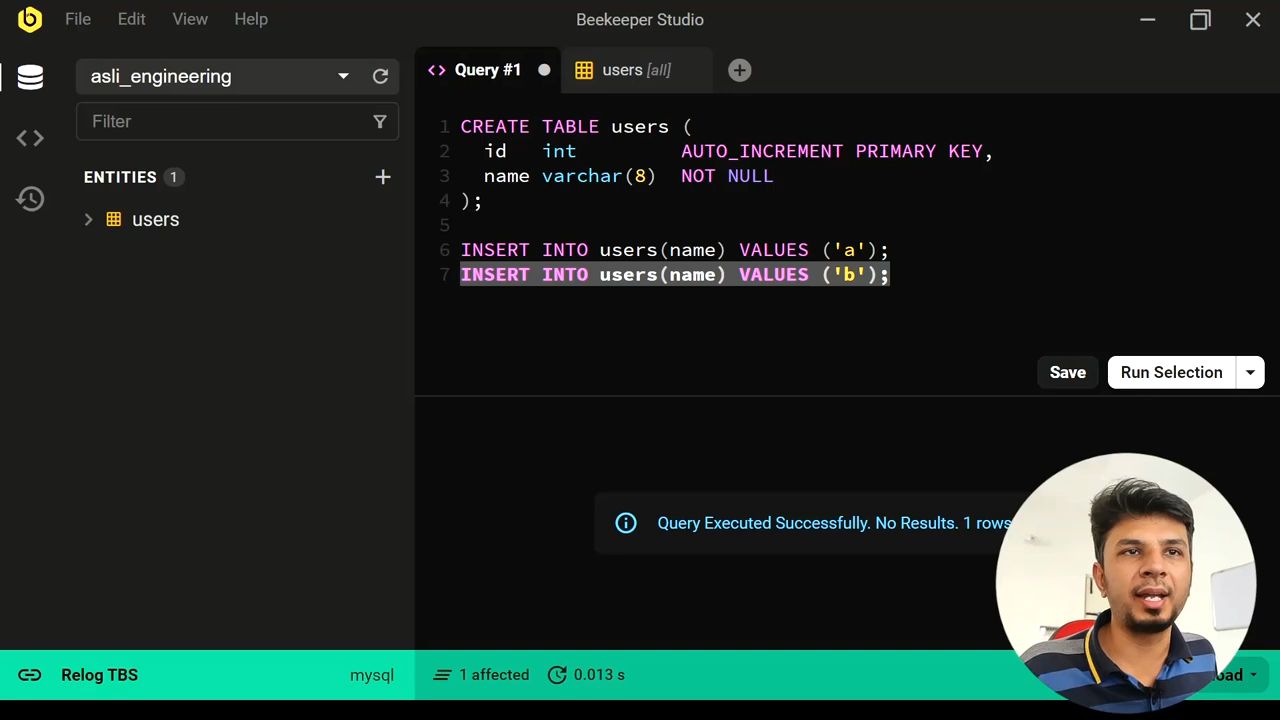 File Edit View Help
Beekeeper Studio
asli_engineering
Filter
ENTITIES 1
users
Query #1
users [all]
1 CREATE TABLE users (
2 id int AUTO_INCREMENT PRIMARY KEY,
3 name varchar(8) NOT NULL
4 );
5
6 INSERT INTO users(name) VALUES ('a');
7 INSERT INTO users(name) VALUES ('b');
Save Run Selection
Query Executed Successfully. No Results. 1 rows
Relog TBS mysql
1 affected 0.013 s